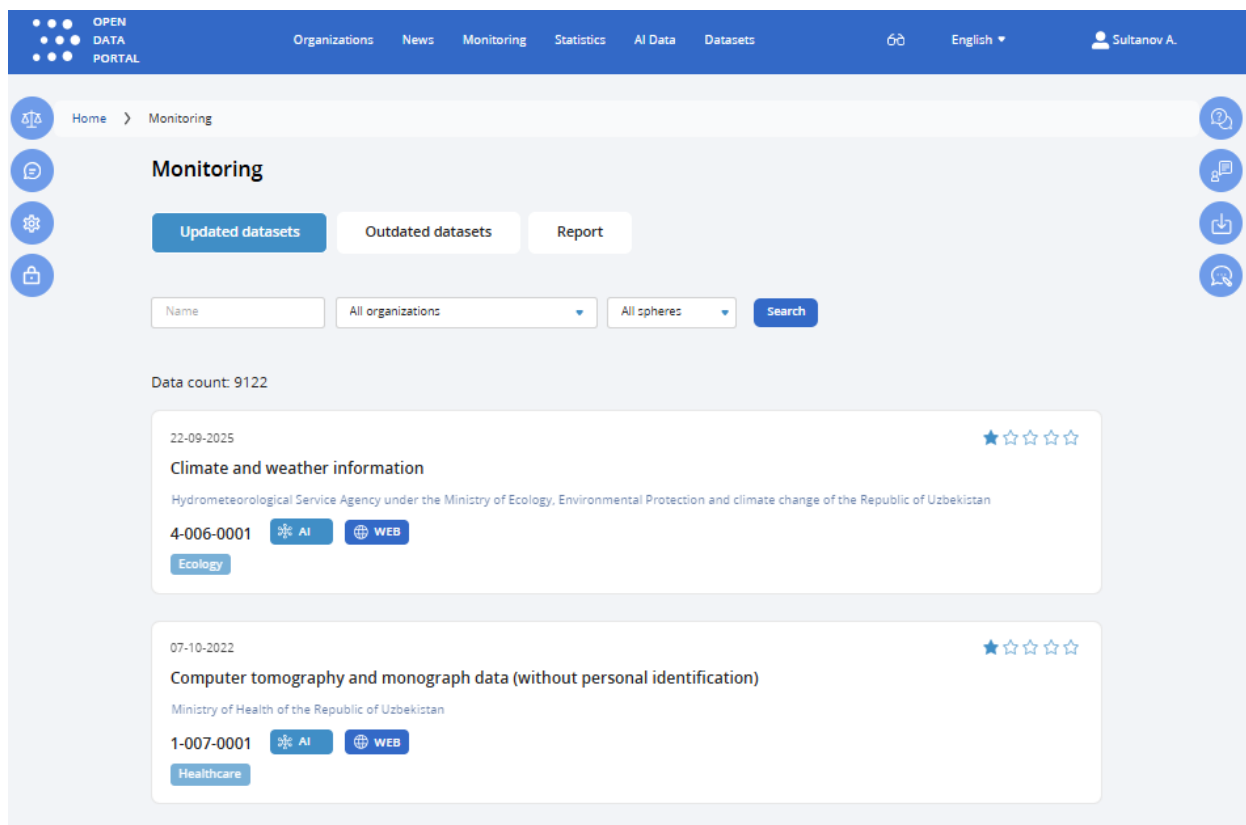 OPEN
DATA
PORTAL
Organizations News Monitoring Statistics AI Data Datasets English Sultanov A.
Home > Monitoring
Monitoring
Updated datasets Outdated datasets Report
Name All organizations All spheres Search
Data count: 9122
22-09-2025
Climate and weather information
Hydrometeorological Service Agency under the Ministry of Ecology, Environmental Protection and climate change of the Republic of Uzbekistan
4-006-0001 AI WEB
Ecology
07-10-2022
Computer tomography and monograph data (without personal identification)
Ministry of Health of the Republic of Uzbekistan
1-007-0001 AI WEB
Healthcare